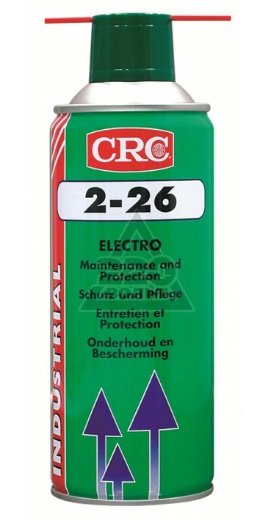 CRC
2-26
ELECTRO
Maintenance and
Protection
Schutz und Pflege
Entretien et
Protection
Onderhoud en
Bescherming
INDUSTRIAL